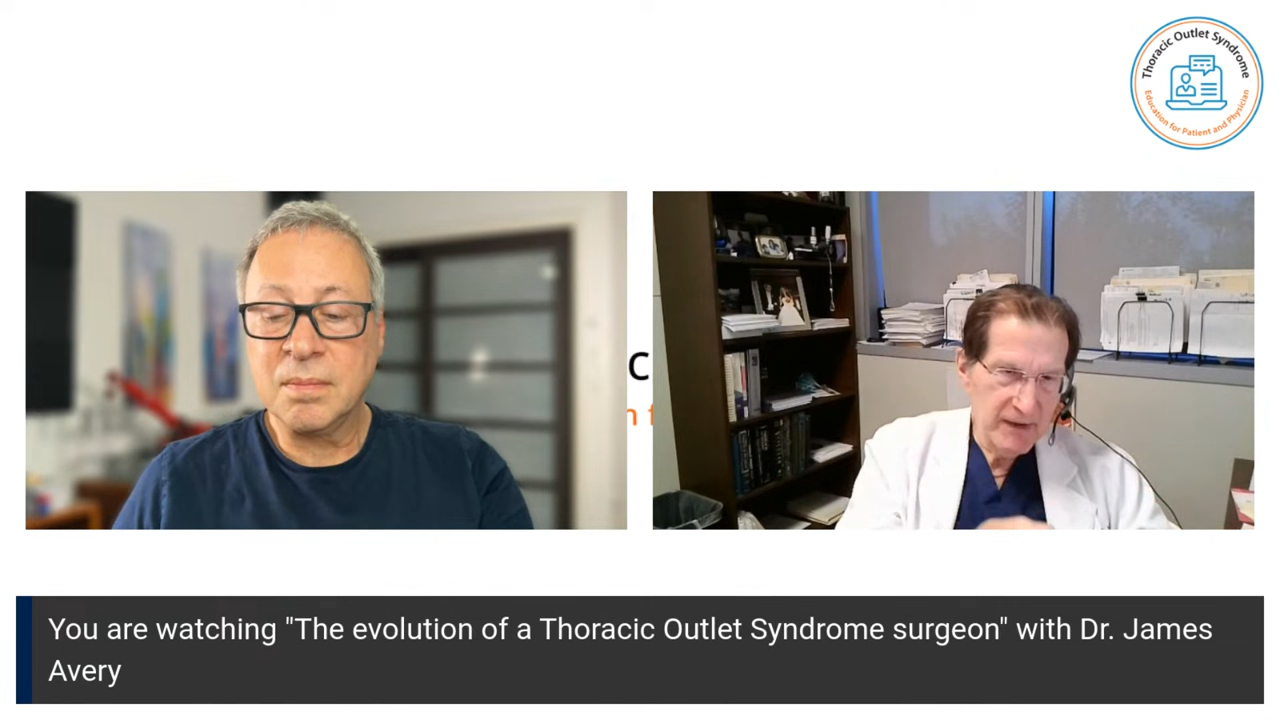 Thoracic Outlet Syndrome
Education for Patient and Physician
C
n f
You are watching "The evolution of a Thoracic Outlet Syndrome surgeon" with Dr. James
Avery